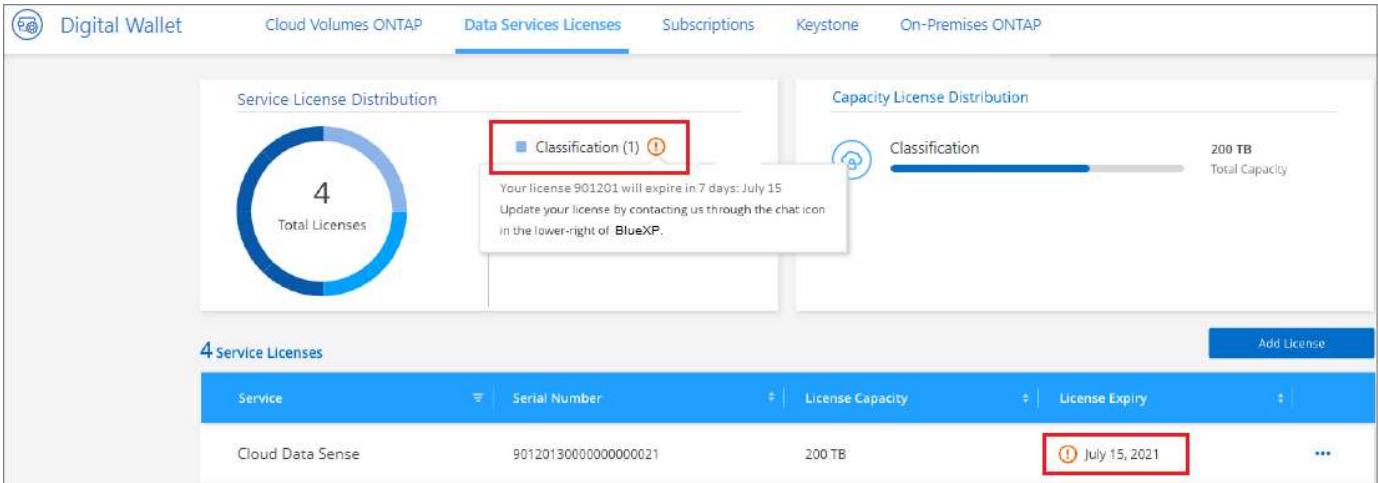 Digital Wallet
Cloud Volumes ONTAP
Data Services Licenses
Subscriptions
Keystone
On-Premises ONTAP
Service License Distribution
4
Total Licenses
Classification (1)
Your license 901201 will expire in 7 days: July 15
Update your license by contacting us through the chat icon
in the lower-right of BlueXP.
Capacity License Distribution
Classification
200 TB
Total Capacity
4 Service Licenses
Add License
Service
Serial Number
License Capacity
License Expiry
Cloud Data Sense
90120130000000000021
200 TB
July 15, 2021